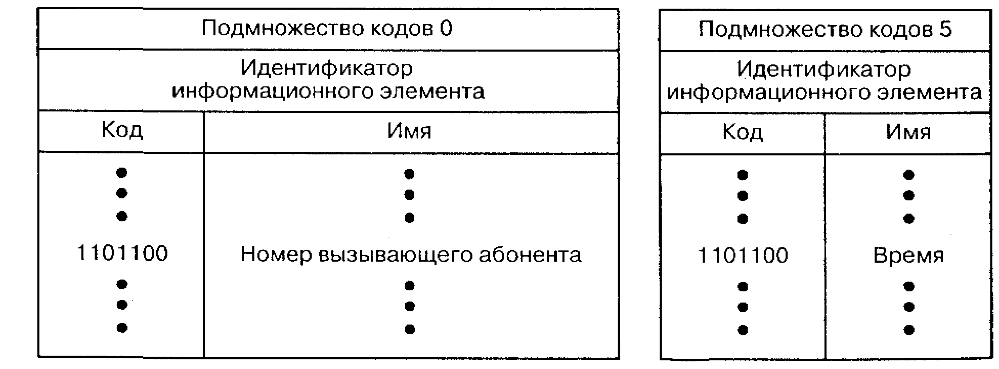 Подмножество кодов 0
Идентификатор
информационного элемента
Код Имя
1101100 Номер вызывающего абонента
Подмножество кодов 5
Идентификатор
информационного элемента
Код Имя
1101100 Время